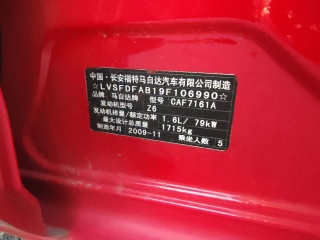 中国·长安福特马自达汽车有限公司制造
☆LVSFDFAB19F106990☆
品牌 马自达牌 型号 CAF7161A
发动机型号 Z6
发动机排量/额定功率 1.6L/ 79kW
最大设计总质量 1715kg
制造年月 2009-11 乘坐人数 5